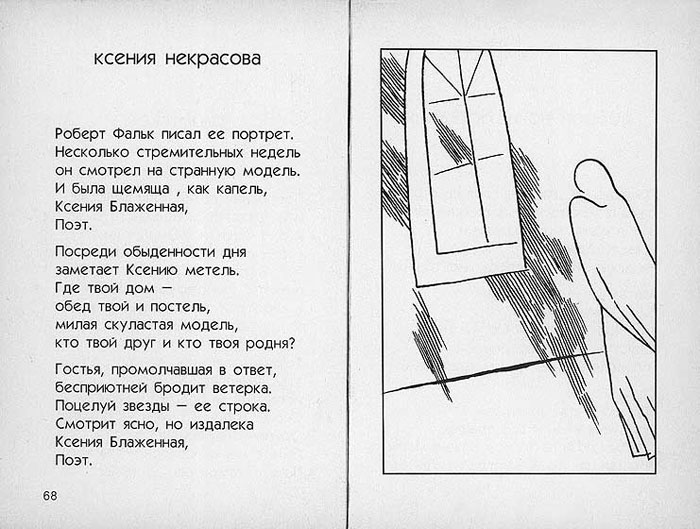 ксения некрасова
Роберт Фальк писал ее портрет.
Несколько стремительных недель
он смотрел на странную модель.
И была щемяща , как капель,
Ксения Блаженная,
Поэт.
Посреди обыденности дня
заметает Ксению метель.
Где твой дом –
обед твой и постель,
милая скуластая модель,
кто твой друг и кто твоя родня?
Гостья, промолчавшая в ответ,
бесприютней бродит ветерка.
Поцелуй звезды – ее строка.
Смотрит ясно, но издалека
Ксения Блаженная,
Поэт.
68